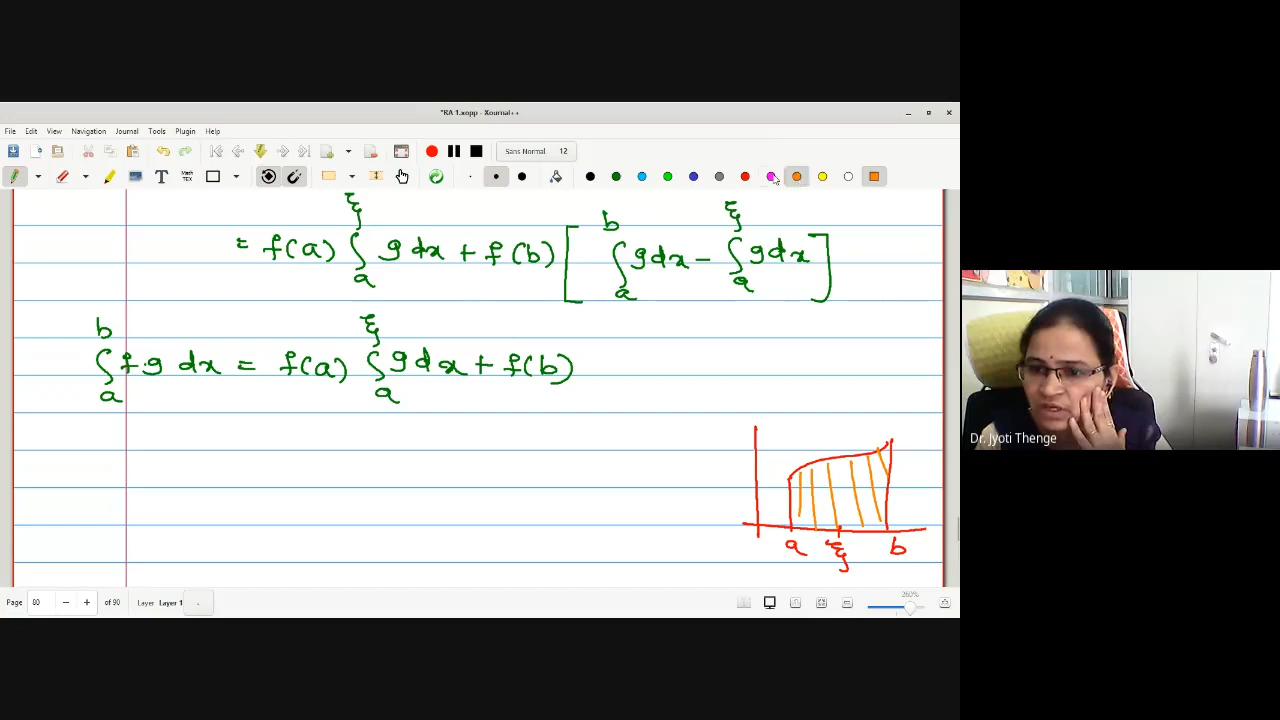 *RA 1.xopp - Xournal++
File Edit View Navigation Journal Tools Plugin Help
Sans Normal 12
= f(a) ∫_a^ξ g dx + f(b) [ ∫_a^b g dx - ∫_a^ξ g dx ]
∫_a^b f·g dx = f(a) ∫_a^ξ g dx + f(b)
a ξ b
Page 80 of 90 Layer Layer 1 260%
Dr. Jyoti Thenge